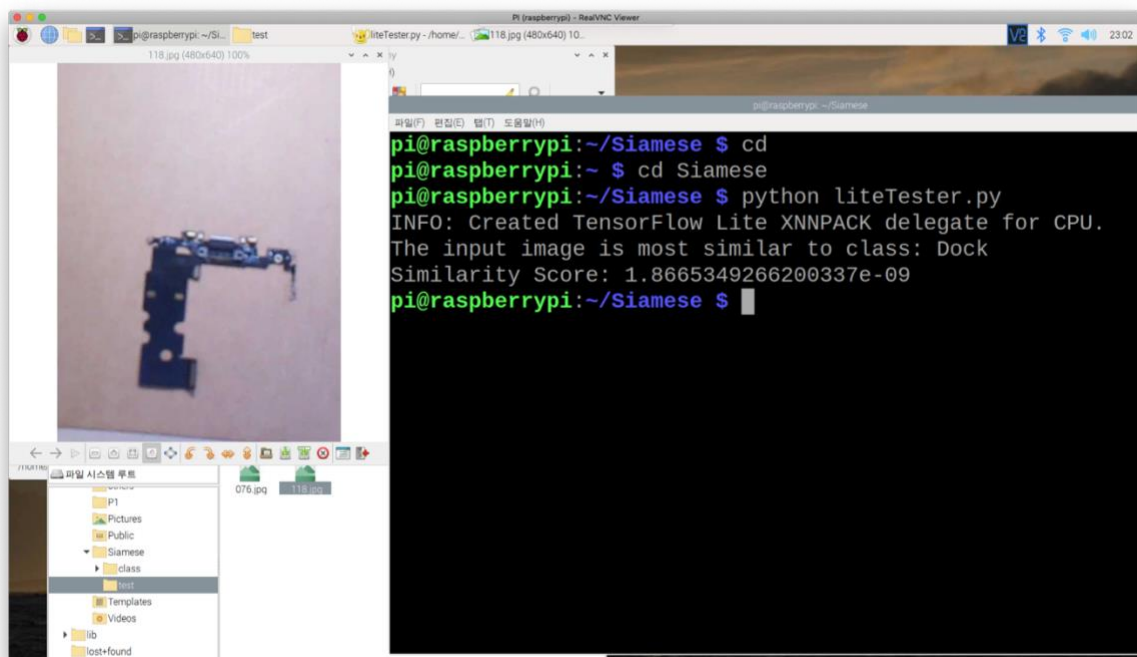 PI (raspberrypi) - RealVNC Viewer
pi@raspberrypi: ~/Si...
test
liteTester.py - /home/...
118.jpg (480x640) 10...
23:02
118.jpg (480x640) 100%
pi@raspberrypi: ~/Siamese
파일(F) 편집(E) 탭(T) 도움말(H)
pi@raspberrypi:~/Siamese $ cd
pi@raspberrypi:~ $ cd Siamese
pi@raspberrypi:~/Siamese $ python liteTester.py
INFO: Created TensorFlow Lite XNNPACK delegate for CPU.
The input image is most similar to class: Dock
Similarity Score: 1.8665349266200337e-09
pi@raspberrypi:~/Siamese $
파일 시스템 루트
P1
Pictures
Public
Siamese
class
test
Templates
Videos
lib
lost+found
076.jpg
118.jpg